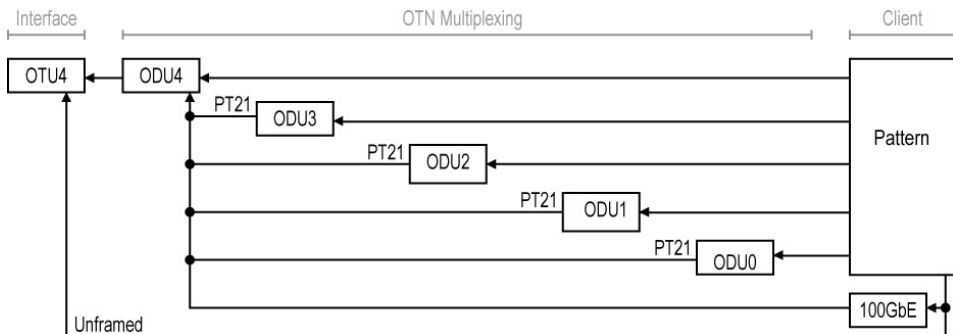 Interface OTN Multiplexing Client
OTU4 ODU4
PT21 ODU3
Pattern
PT21 ODU2
PT21 ODU1
PT21 ODU0
100GbE
Unframed